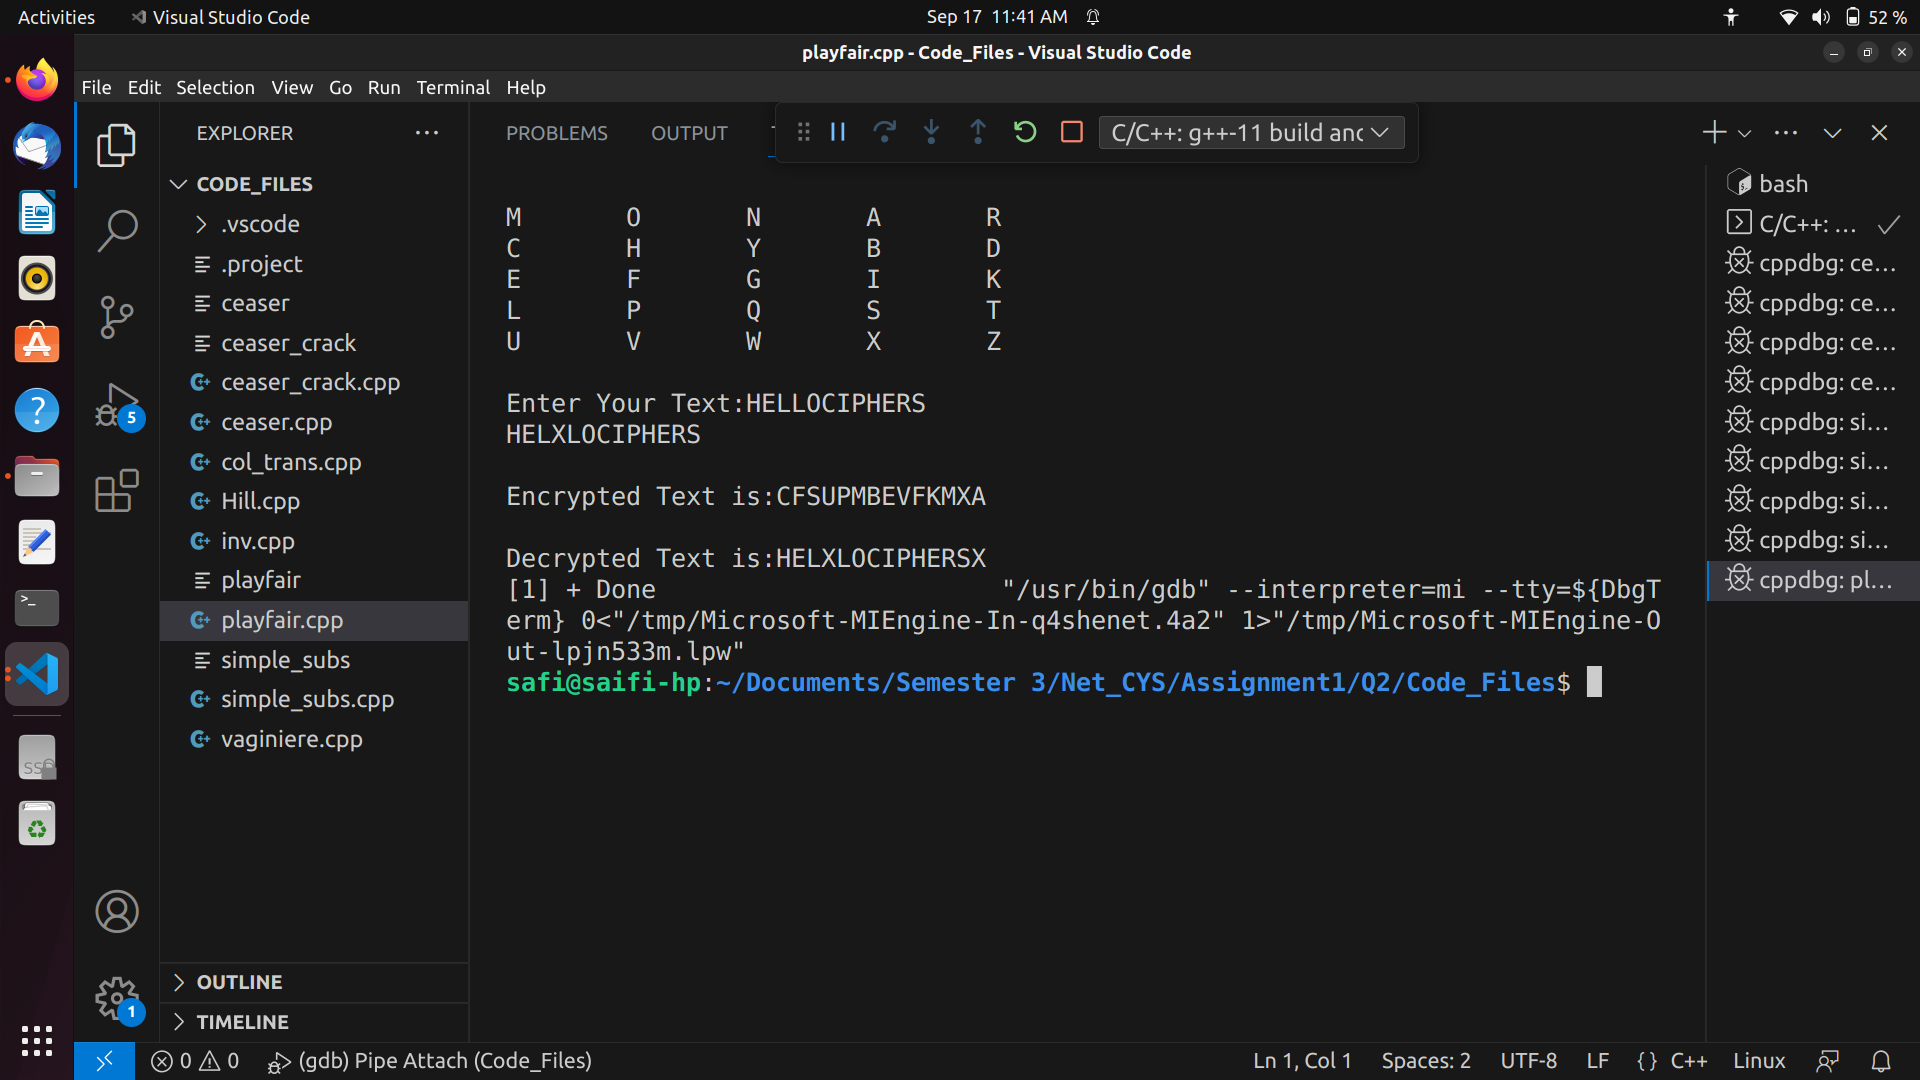 Activities Visual Studio Code Sep 17 11:41 AM 52 %
playfair.cpp - Code_Files - Visual Studio Code
File Edit Selection View Go Run Terminal Help
EXPLORER
CODE_FILES
.vscode
.project
ceaser
ceaser_crack
ceaser_crack.cpp
ceaser.cpp
col_trans.cpp
Hill.cpp
inv.cpp
playfair
playfair.cpp
simple_subs
simple_subs.cpp
vaginiere.cpp
OUTLINE
TIMELINE
5
1
PROBLEMS OUTPUT
C/C++: g++-11 build and
M O N A R
C H Y B D
E F G I K
L P Q S T
U V W X Z
Enter Your Text:HELLOCIPHERS
HELXLOCIPHERS
Encrypted Text is:CFSUPMBEVFKMXA
Decrypted Text is:HELXLOCIPHERSX
[1] + Done "/usr/bin/gdb" --interpreter=mi --tty=${DbgT
erm} 0<"/tmp/Microsoft-MIEngine-In-q4shenet.4a2" 1>"/tmp/Microsoft-MIEngine-O
ut-lpjn533m.lpw"
safi@saifi-hp:~/Documents/Semester 3/Net_CYS/Assignment1/Q2/Code_Files$
bash
C/C++: ...
cppdbg: ce...
cppdbg: ce...
cppdbg: ce...
cppdbg: ce...
cppdbg: si...
cppdbg: si...
cppdbg: si...
cppdbg: si...
cppdbg: pl...
0 0 (gdb) Pipe Attach (Code_Files) Ln 1, Col 1 Spaces: 2 UTF-8 LF {} C++ Linux